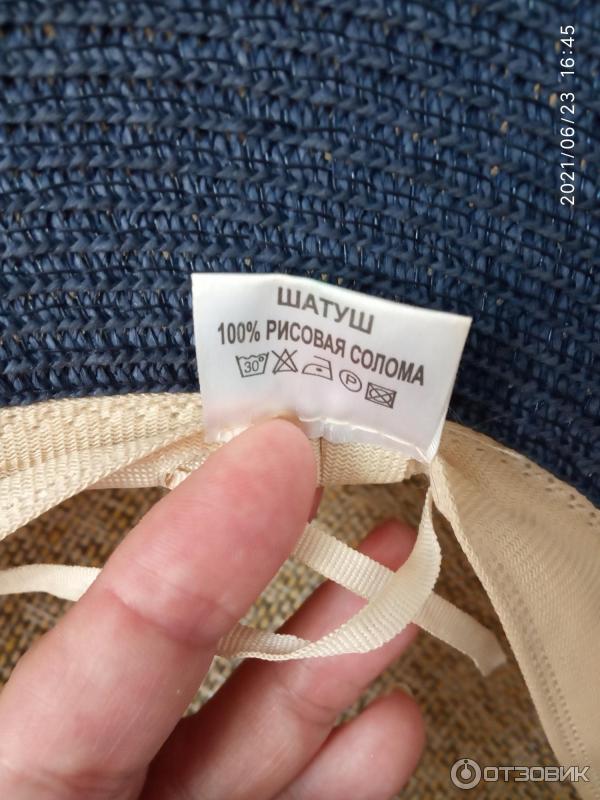 2021/06/23 16:45
ШАТУШ
100% РИСОВАЯ СОЛОМА
30° P
ОТЗОВИК